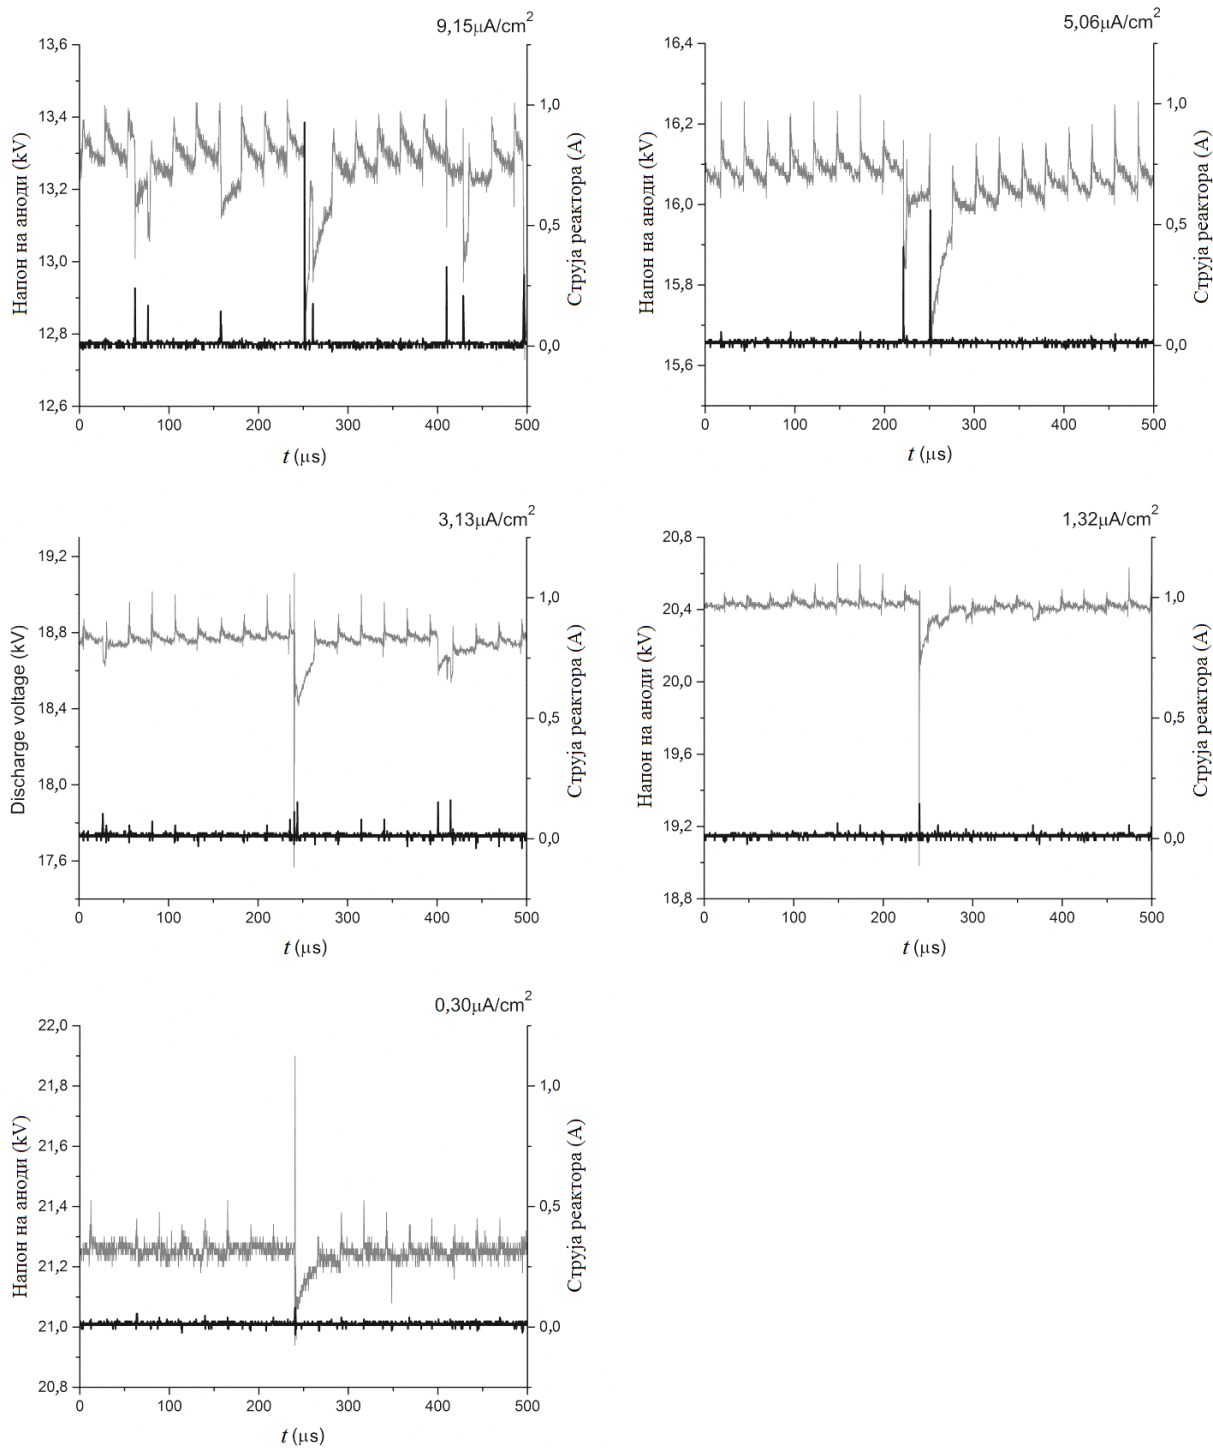 9,15μA/cm²
13,6
13,4
13,2
13,0
12,8
12,6
Напон на аноди (kV)
1,0
0,5
0,0
Струја реактора (A)
0 100 200 300 400 500
t (μs)
5,06μA/cm²
16,4
16,2
16,0
15,8
15,6
Напон на аноди (kV)
1,0
0,5
0,0
Струја реактора (A)
0 100 200 300 400 500
t (μs)
3,13μA/cm²
19,2
18,8
18,4
18,0
17,6
Discharge voltage (kV)
1,0
0,5
0,0
Струја реактора (A)
0 100 200 300 400 500
t (μs)
1,32μA/cm²
20,8
20,4
20,0
19,6
19,2
18,8
Напон на аноди (kV)
1,0
0,5
0,0
Струја реактора (A)
0 100 200 300 400 500
t (μs)
0,30μA/cm²
22,0
21,8
21,6
21,4
21,2
21,0
20,8
Напон на аноди (kV)
1,0
0,5
0,0
Струја реактора (A)
0 100 200 300 400 500
t (μs)